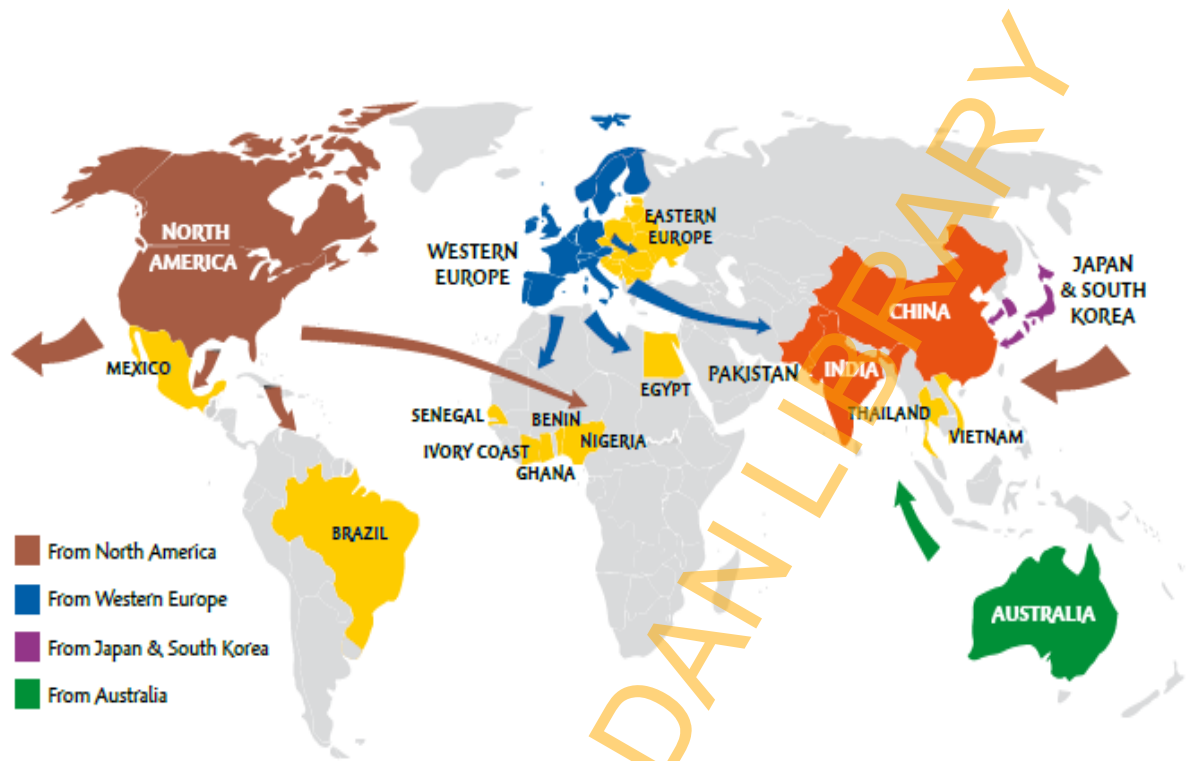 NORTH
AMERICA
WESTERN
EUROPE
EASTERN
EUROPE
JAPAN
& SOUTH
KOREA
CHINA
MEXICO
EGYPT
PAKISTAN
INDIA
SENEGAL
BENIN
THAILAND
IVORY COAST
NIGERIA
VIETNAM
GHANA
BRAZIL
AUSTRALIA
From North America
From Western Europe
From Japan & South Korea
From Australia
DAN LIBRARY